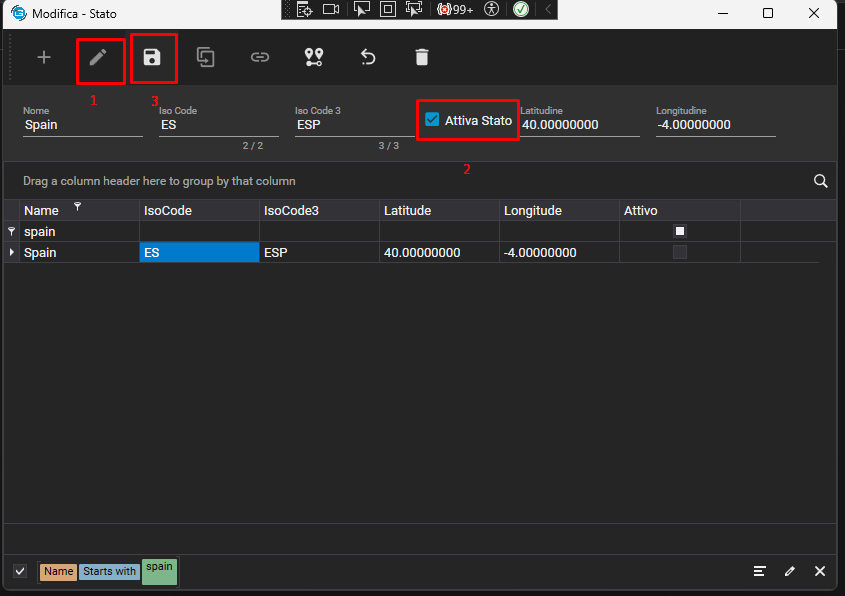 Modifica - Stato
99+
1
3
2
Nome
Spain
Iso Code
ES
2 / 2
Iso Code 3
ESP
3 / 3
Attiva Stato
Latitudine
40.00000000
Longitudine
-4.00000000
Drag a column header here to group by that column
Name IsoCode IsoCode3 Latitude Longitude Attivo
spain
Spain ES ESP 40.00000000 -4.00000000
Name Starts with spain